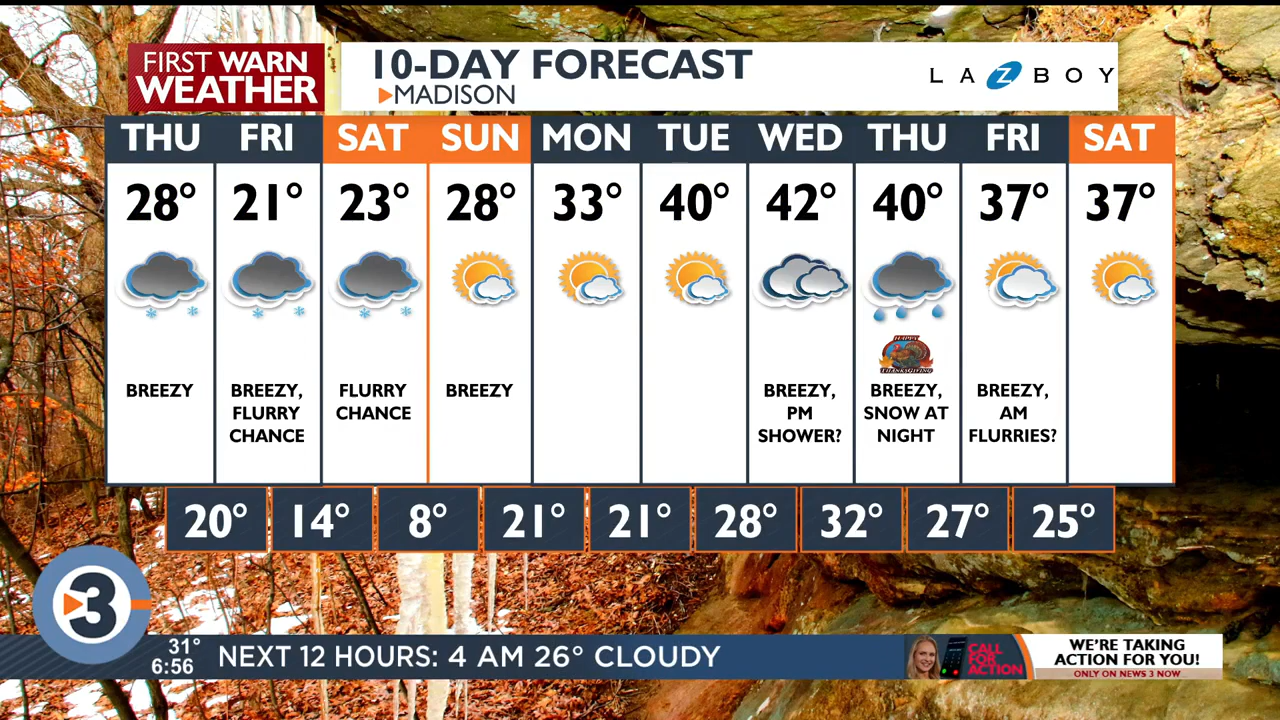 FIRST WARN
WEATHER
10-DAY FORECAST
MADISON
LA Z BOY
THU FRI SAT SUN MON TUE WED THU FRI SAT
28° 21° 23° 28° 33° 40° 42° 40° 37° 37°
HAPPY
THANKSGIVING
BREEZY
BREEZY,
FLURRY
CHANCE
FLURRY
CHANCE
BREEZY
BREEZY,
PM
SHOWER?
BREEZY,
SNOW AT
NIGHT
BREEZY,
AM
FLURRIES?
20° 14° 8° 21° 21° 28° 32° 27° 25°
3
31°
6:56
NEXT 12 HOURS: 4 AM 26° CLOUDY
CALL
FOR
ACTION
WE'RE TAKING
ACTION FOR YOU!
ONLY ON NEWS 3 NOW